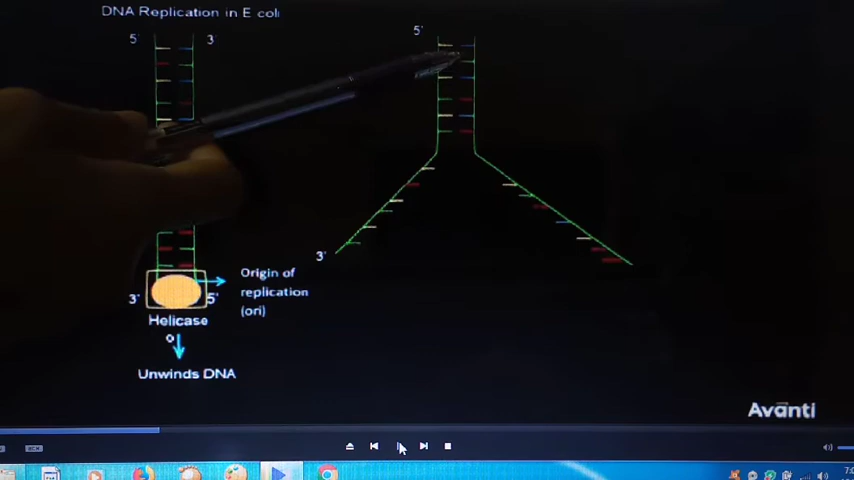 DNA Replication in E coli
5' 3'
5'
3'
3' 5'
Origin of
replication
(ori)
Helicase
Unwinds DNA
Avanti